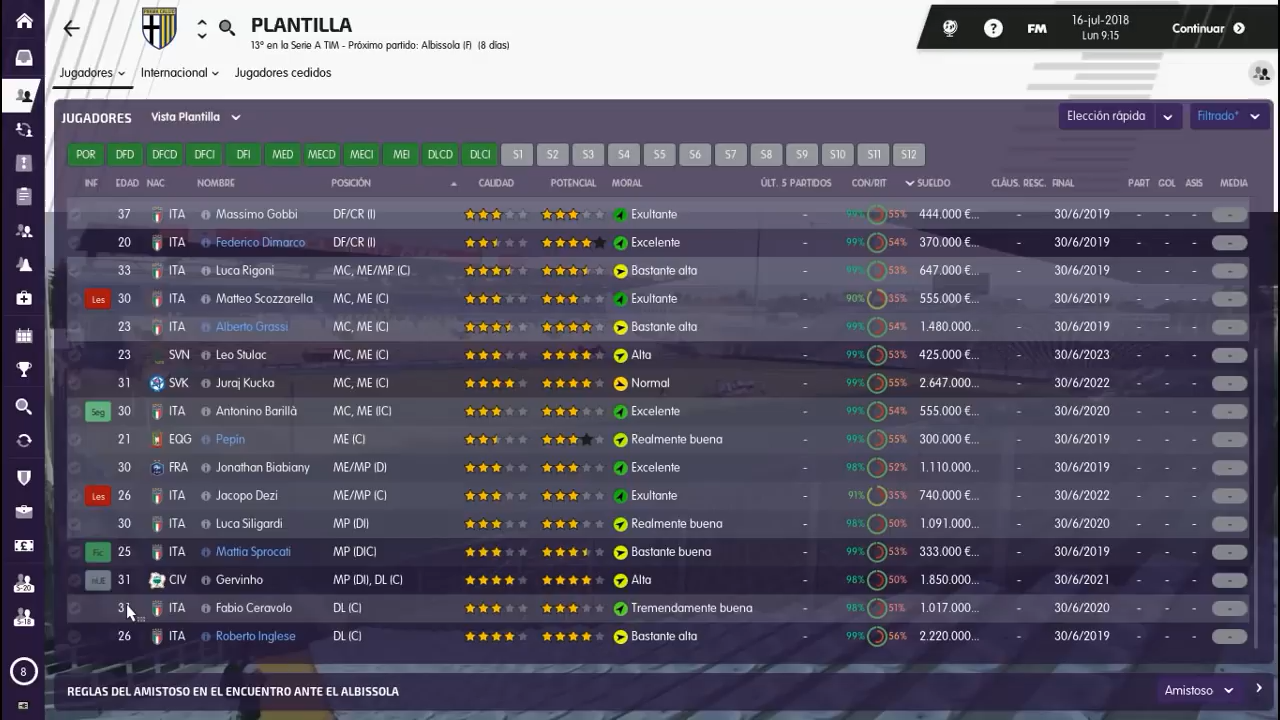 PLANTILLA
13º en la Serie A TIM - Próximo partido: Albissola (F) (8 días)
FM
16-jul-2018
Lun 9:15
Continuar
Jugadores Internacional Jugadores cedidos
JUGADORES Vista Plantilla Elección rápida Filtrado*
POR DFD DFCD DFCI DFI MED MECD MECI MEI DLCD DLCI S1 S2 S3 S4 S5 S6 S7 S8 S9 S10 S11 S12
INF EDAD NAC NOMBRE POSICIÓN CALIDAD POTENCIAL MORAL ÚLT. 5 PARTIDOS CON/RIT SUELDO CLÁUS. RESC. FINAL PART GOL ASIS MEDIA
37 ITA Massimo Gobbi DF/CR (I) Exultante - 99% 55% 444.000 €... - 30/6/2019 - - - -
20 ITA Federico Dimarco DF/CR (I) Excelente - 99% 54% 370.000 €... - 30/6/2019 - - - -
33 ITA Luca Rigoni MC, ME/MP (C) Bastante alta - 99% 53% 647.000 €... - 30/6/2019 - - - -
Les 30 ITA Matteo Scozzarella MC, ME (C) Exultante - 90% 35% 555.000 €... - 30/6/2019 - - - -
23 ITA Alberto Grassi MC, ME (C) Bastante alta - 99% 54% 1.480.000... - 30/6/2019 - - - -
23 SVN Leo Stulac MC, ME (C) Alta - 99% 53% 425.000 €... - 30/6/2023 - - - -
31 SVK Juraj Kucka MC, ME (C) Normal - 99% 55% 2.647.000... - 30/6/2022 - - - -
Seg 30 ITA Antonino Barillà MC, ME (IC) Excelente - 99% 54% 555.000 €... - 30/6/2020 - - - -
21 EQG Pepín ME (C) Realmente buena - 99% 55% 300.000 €... - 30/6/2019 - - - -
30 FRA Jonathan Biabiany ME/MP (D) Excelente - 98% 52% 1.110.000... - 30/6/2019 - - - -
Les 26 ITA Jacopo Dezi ME/MP (C) Exultante - 91% 35% 740.000 €... - 30/6/2022 - - - -
30 ITA Luca Siligardi MP (DI) Realmente buena - 98% 50% 1.091.000... - 30/6/2020 - - - -
Fic 25 ITA Mattia Sprocati MP (DIC) Bastante buena - 99% 53% 333.000 €... - 30/6/2019 - - - -
nUE 31 CIV Gervinho MP (DI), DL (C) Alta - 98% 50% 1.850.000... - 30/6/2021 - - - -
ITA Fabio Ceravolo DL (C) Tremendamente buena - 98% 51% 1.017.000... - 30/6/2020 - - - -
26 ITA Roberto Inglese DL (C) Bastante alta - 99% 56% 2.220.000... - 30/6/2019 - - - -
S-20
S-18
8
REGLAS DEL AMISTOSO EN EL ENCUENTRO ANTE EL ALBISSOLA Amistoso